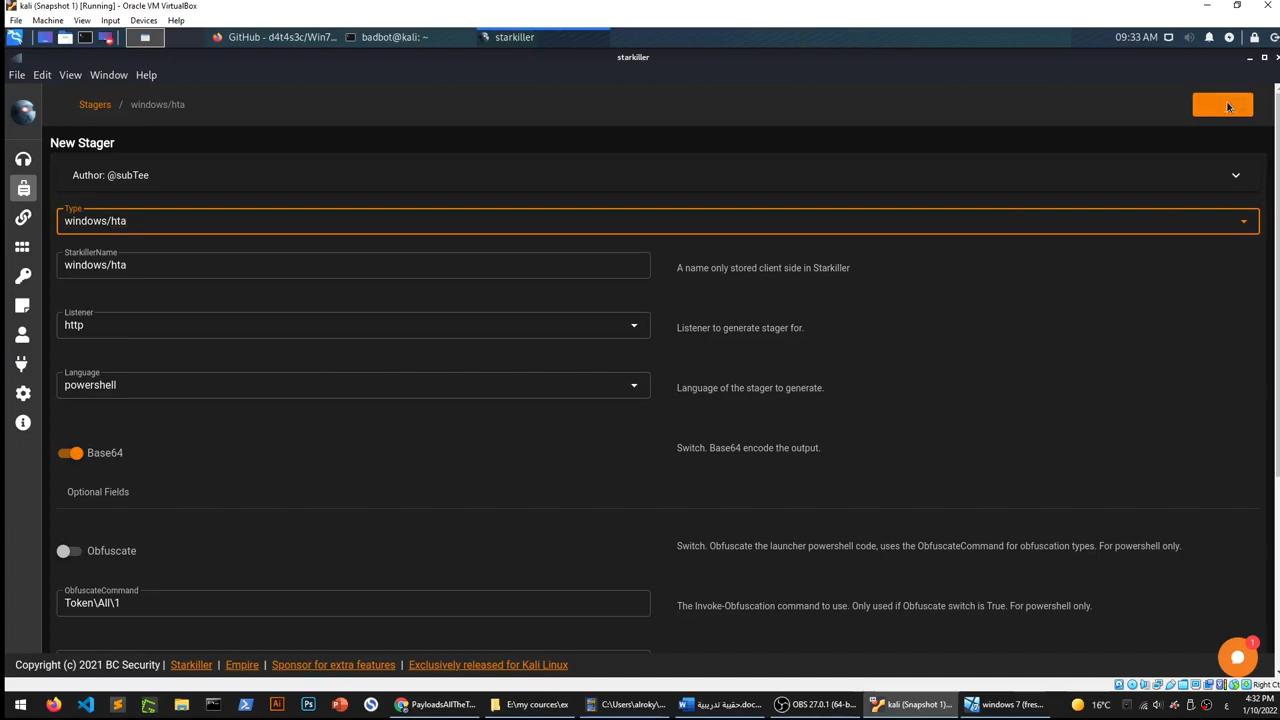 kali (Snapshot 1) [Running] - Oracle VM VirtualBox
File Machine View Input Devices Help
GitHub - d4t4s3c/Win7... badbot@kali: ~ starkiller 09:33 AM
starkiller
File Edit View Window Help
Stagers / windows/hta
New Stager
Author: @subTee
Type
windows/hta
StarkillerName
windows/hta
A name only stored client side in Starkiller
Listener
http
Listener to generate stager for.
Language
powershell
Language of the stager to generate.
Base64
Switch. Base64 encode the output.
Optional Fields
Obfuscate
Switch. Obfuscate the launcher powershell code, uses the ObfuscateCommand for obfuscation types. For powershell only.
ObfuscateCommand
Token\All\1
The Invoke-Obfuscation command to use. Only used if Obfuscate switch is True. For powershell only.
1
Copyright (c) 2021 BC Security | Starkiller | Empire | Sponsor for extra features | Exclusively released for Kali Linux
Right Ct
PayloadsAllTheT... E:\my cources\ex C:\Users\alroky\... حقيبة تدريبية.doc... OBS 27.0.1 (64-b... kali (Snapshot 1)... windows 7 (fres... 16°C ع 4:32 PM
1/10/2022